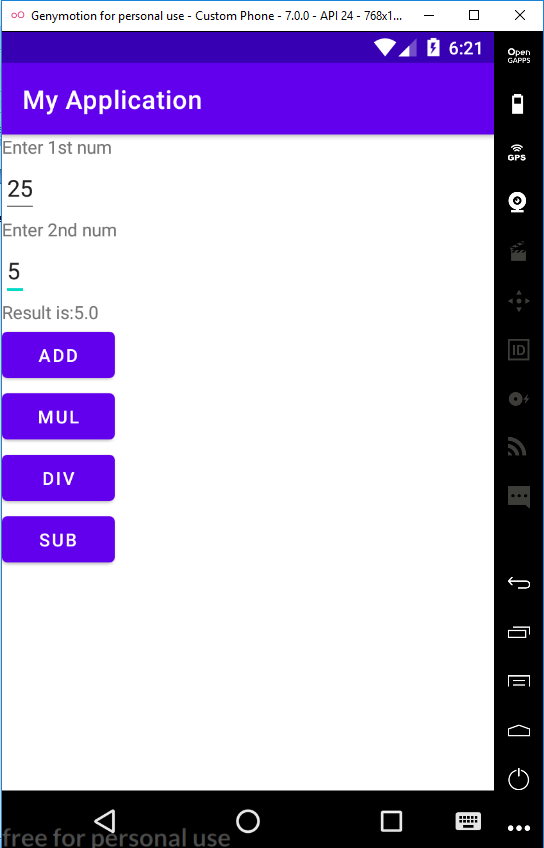 Genymotion for personal use - Custom Phone - 7.0.0 - API 24 - 768x1...
6:21
Open
GAPPS
My Application
GPS
Enter 1st num
25
Enter 2nd num
5
Result is:5.0
ID
ADD
MUL
DIV
SUB
free for personal use